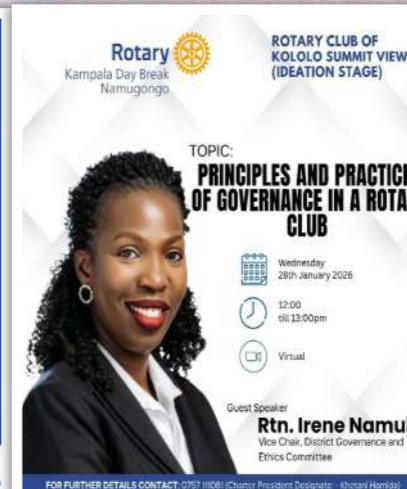 Rotary
Kampala Day Break
Namugongo
ROTARY CLUB OF
KOLOLO SUMMIT VIEW
(IDEATION STAGE)
TOPIC:
PRINCIPLES AND PRACTICE
OF GOVERNANCE IN A ROTA
CLUB
Wednesday
28th January 2026
12:00
till 13:00pm
Virtual
Guest Speaker
Rtn. Irene Namul
Vice Chair, District Governance and
Ethics Committee
FOR FURTHER DETAILS CONTACT: 0757 111081 (Charter President Designate - Khetani Hamida)